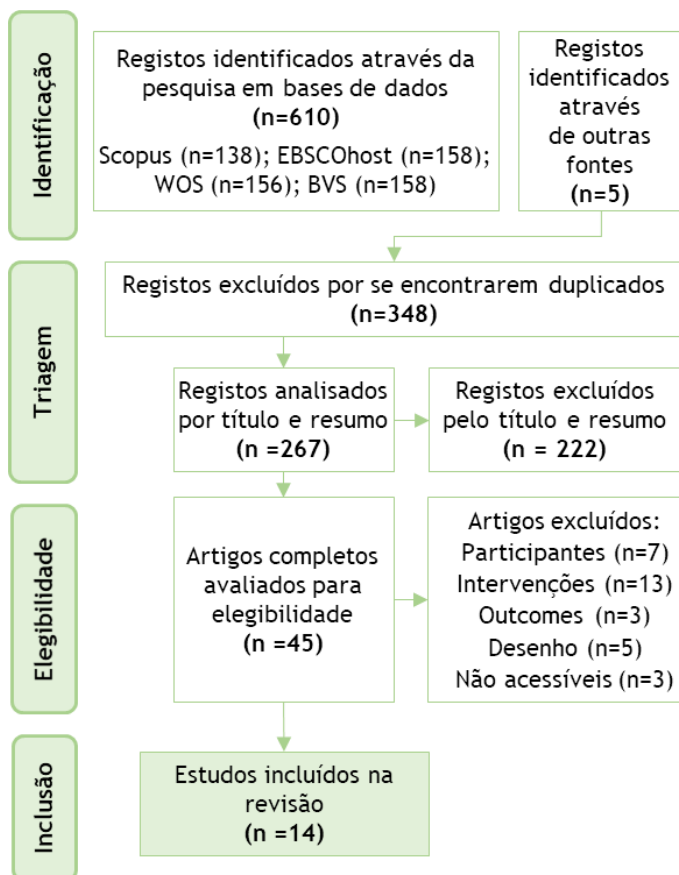 Identificação
Registos identificados através da
pesquisa em bases de dados
(n=610)
Scopus (n=138); EBSCOhost (n=158);
WOS (n=156); BVS (n=158)
Registos
identificados
através
de outras
fontes
(n=5)
Triagem
Registos excluídos por se encontrarem duplicados
(n=348)
Registos analisados
por título e resumo
(n =267)
Registos excluídos
pelo título e resumo
(n = 222)
Elegibilidade
Artigos completos
avaliados para
elegibilidade
(n =45)
Artigos excluídos:
Participantes (n=7)
Intervenções (n=13)
Outcomes (n=3)
Desenho (n=5)
Não acessíveis (n=3)
Inclusão
Estudos incluídos na
revisão
(n =14)